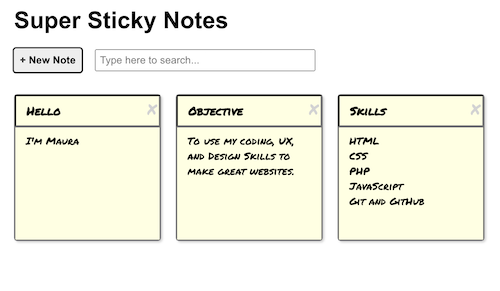 Super Sticky Notes
+ New Note
Type here to search...
Hello
x
I'm Maura
Objective
x
To use my coding, UX,
and Design Skills to
make great websites.
Skills
x
HTML
CSS
PHP
JavaScript
Git and GitHub